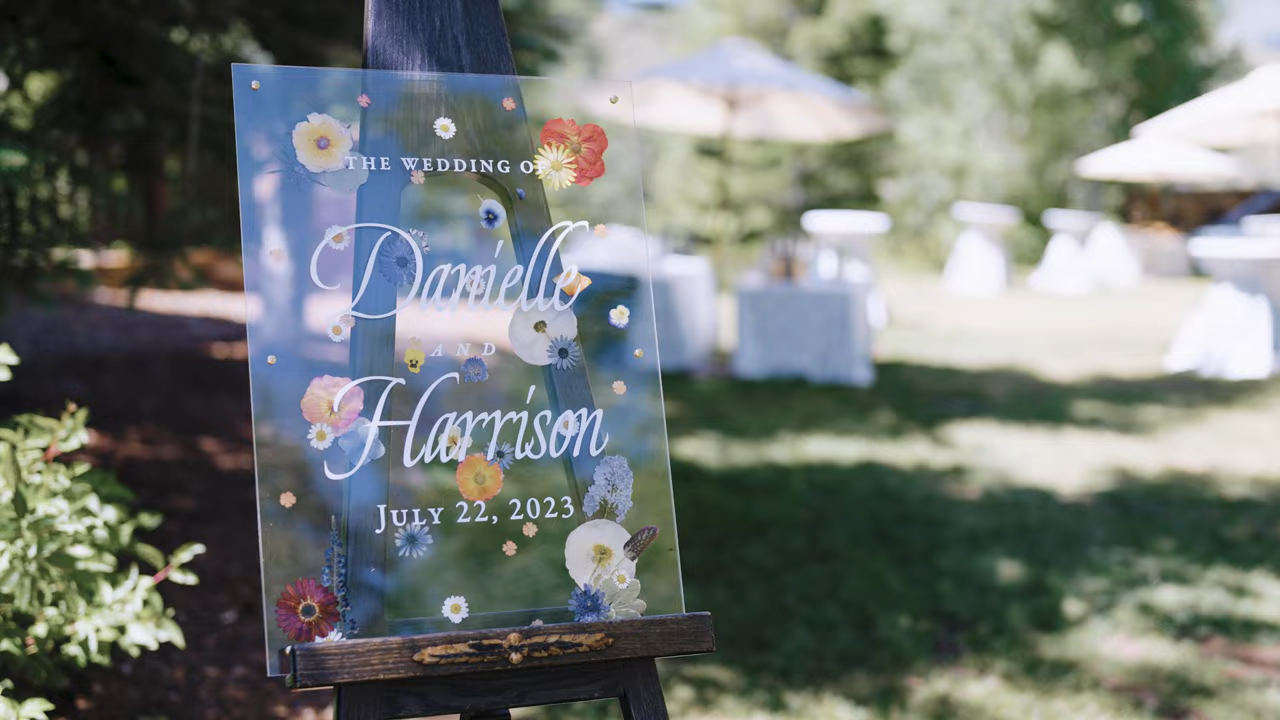 THE WEDDING OF
Danielle
AND
Harrison
JULY 22, 2023